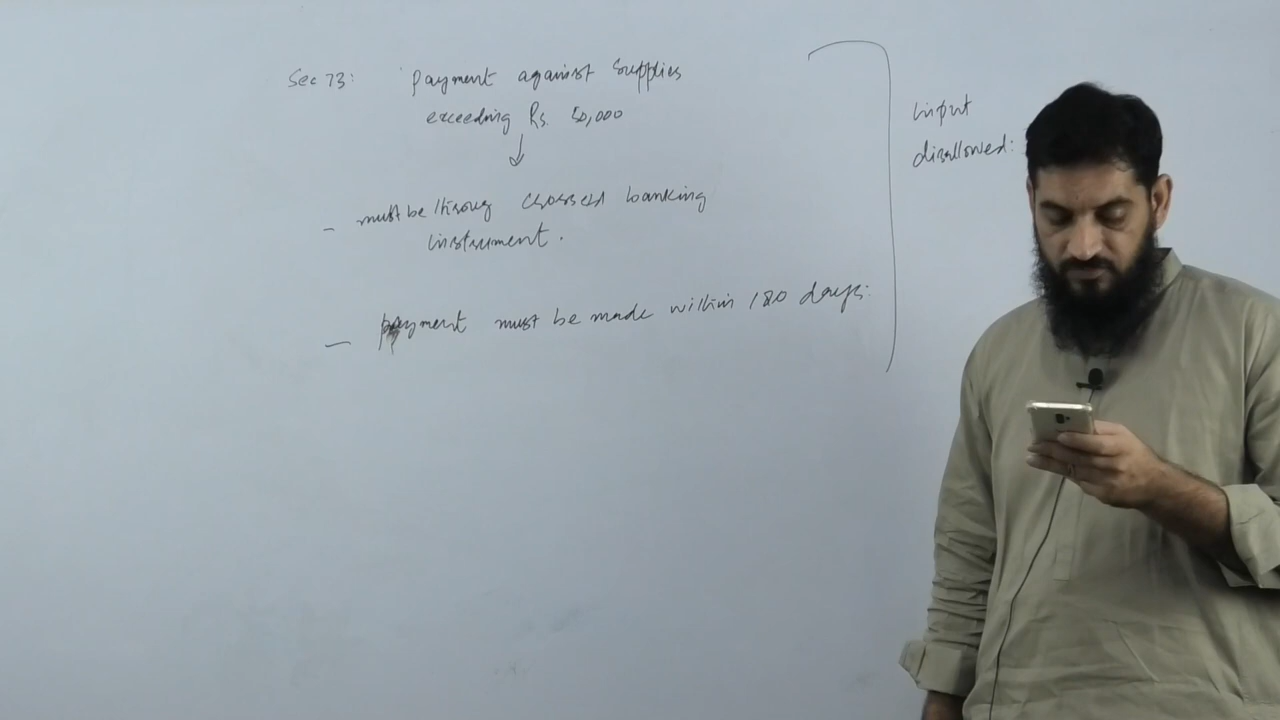 Sec 73: Payment against Supplies
exceeding Rs. 50,000
- must be throug crossed banking
instrument.
- payment must be made within 180 days.
input
disallowed: